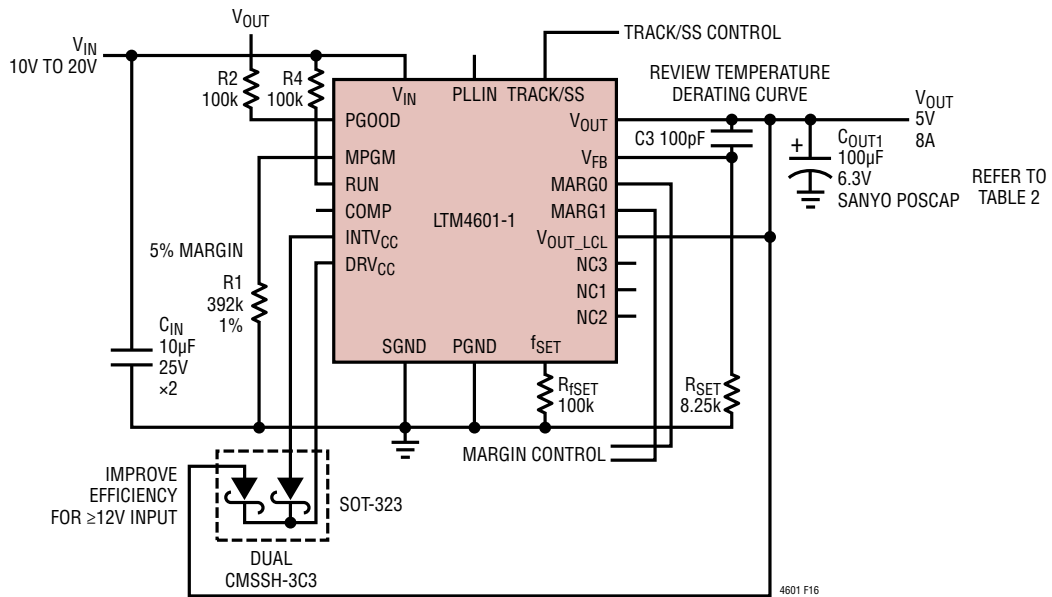 VOUT
VIN
10V TO 20V
R2
100k
R4
100k
TRACK/SS CONTROL
REVIEW TEMPERATURE
DERATING CURVE
VIN
PLLIN
TRACK/SS
PGOOD
MPGM
RUN
COMP
INTVCC
DRVCC
LTM4601-1
VOUT
VFB
MARG0
MARG1
VOUT_LCL
NC3
NC1
NC2
SGND
PGND
fSET
C3 100pF
VOUT
5V
8A
+
COUT1
100µF
6.3V
SANYO POSCAP
REFER TO
TABLE 2
5% MARGIN
R1
392k
1%
CIN
10µF
25V
×2
RfSET
100k
RSET
8.25k
MARGIN CONTROL
IMPROVE
EFFICIENCY
FOR ≥12V INPUT
SOT-323
DUAL
CMSSH-3C3
4601 F16